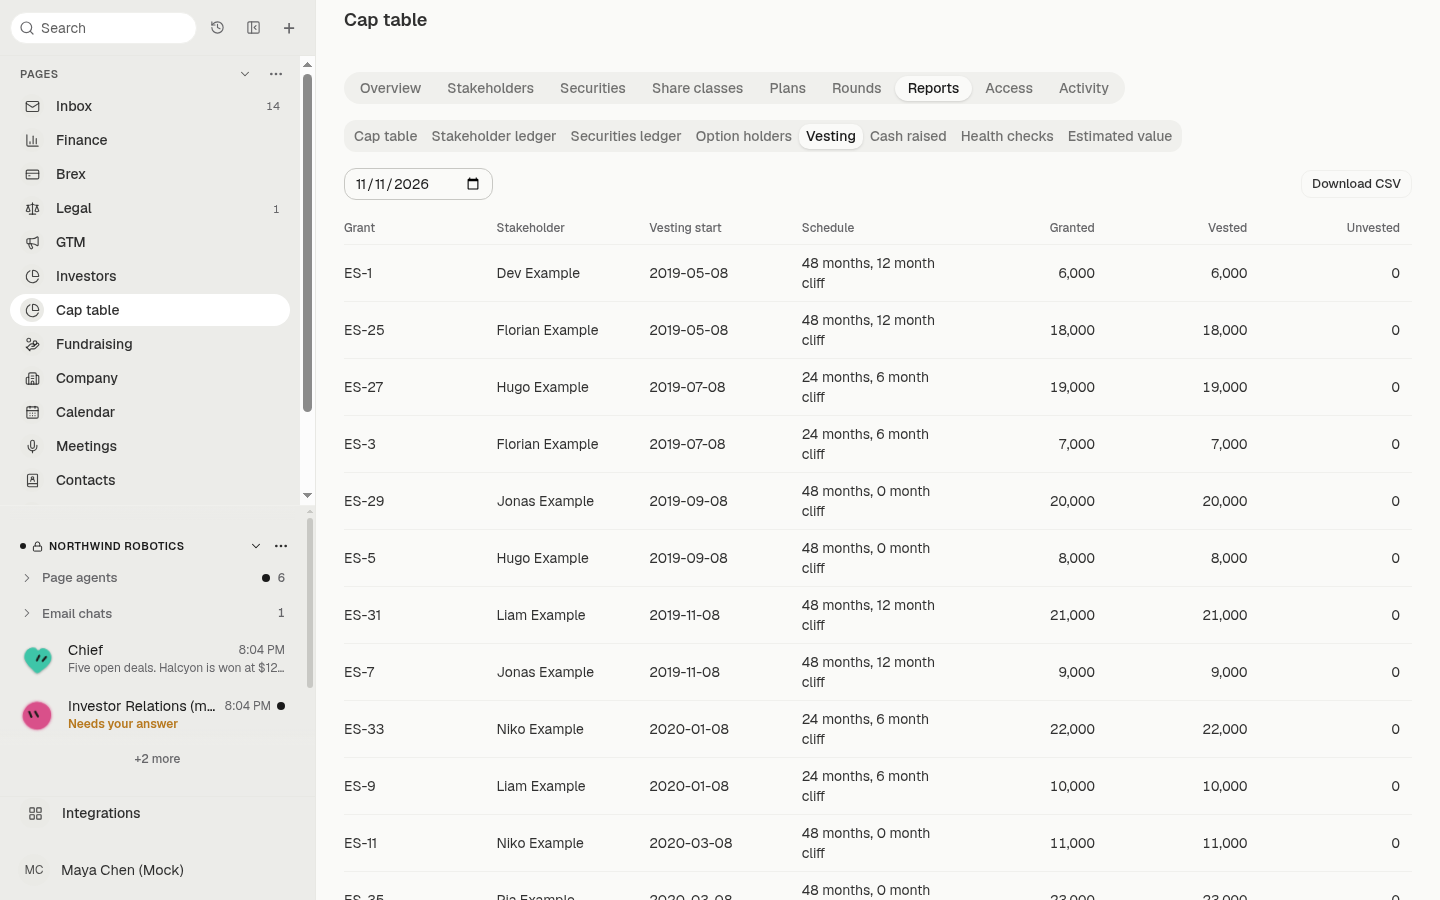 Search
PAGES
Inbox 14
Finance
Brex
Legal 1
GTM
Investors
Cap table
Fundraising
Company
Calendar
Meetings
Contacts
NORTHWIND ROBOTICS
Page agents 6
Email chats 1
Chief 8:04 PM
Five open deals. Halcyon is won at $12...
Investor Relations (m... 8:04 PM
Needs your answer
+2 more
Integrations
MC Maya Chen (Mock)
Cap table
Overview Stakeholders Securities Share classes Plans Rounds Reports Access Activity
Cap table Stakeholder ledger Securities ledger Option holders Vesting Cash raised Health checks Estimated value
11/11/2026 Download CSV
Grant Stakeholder Vesting start Schedule Granted Vested Unvested
ES-1 Dev Example 2019-05-08 48 months, 12 month cliff 6,000 6,000 0
ES-25 Florian Example 2019-05-08 48 months, 12 month cliff 18,000 18,000 0
ES-27 Hugo Example 2019-07-08 24 months, 6 month cliff 19,000 19,000 0
ES-3 Florian Example 2019-07-08 24 months, 6 month cliff 7,000 7,000 0
ES-29 Jonas Example 2019-09-08 48 months, 0 month cliff 20,000 20,000 0
ES-5 Hugo Example 2019-09-08 48 months, 0 month cliff 8,000 8,000 0
ES-31 Liam Example 2019-11-08 48 months, 12 month cliff 21,000 21,000 0
ES-7 Jonas Example 2019-11-08 48 months, 12 month cliff 9,000 9,000 0
ES-33 Niko Example 2020-01-08 24 months, 6 month cliff 22,000 22,000 0
ES-9 Liam Example 2020-01-08 24 months, 6 month cliff 10,000 10,000 0
ES-11 Niko Example 2020-03-08 48 months, 0 month cliff 11,000 11,000 0
ES-35 Pia Example 2020-03-08 48 months, 0 month 23,000 23,000 0